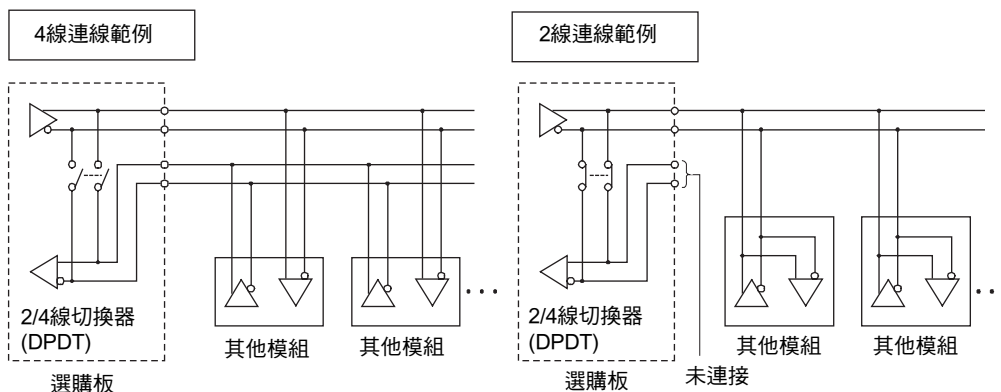 4線連線範例
2/4線切換器
(DPDT)
選購板
其他模組
其他模組
2線連線範例
2/4線切換器
(DPDT)
選購板
未連接
其他模組
其他模組